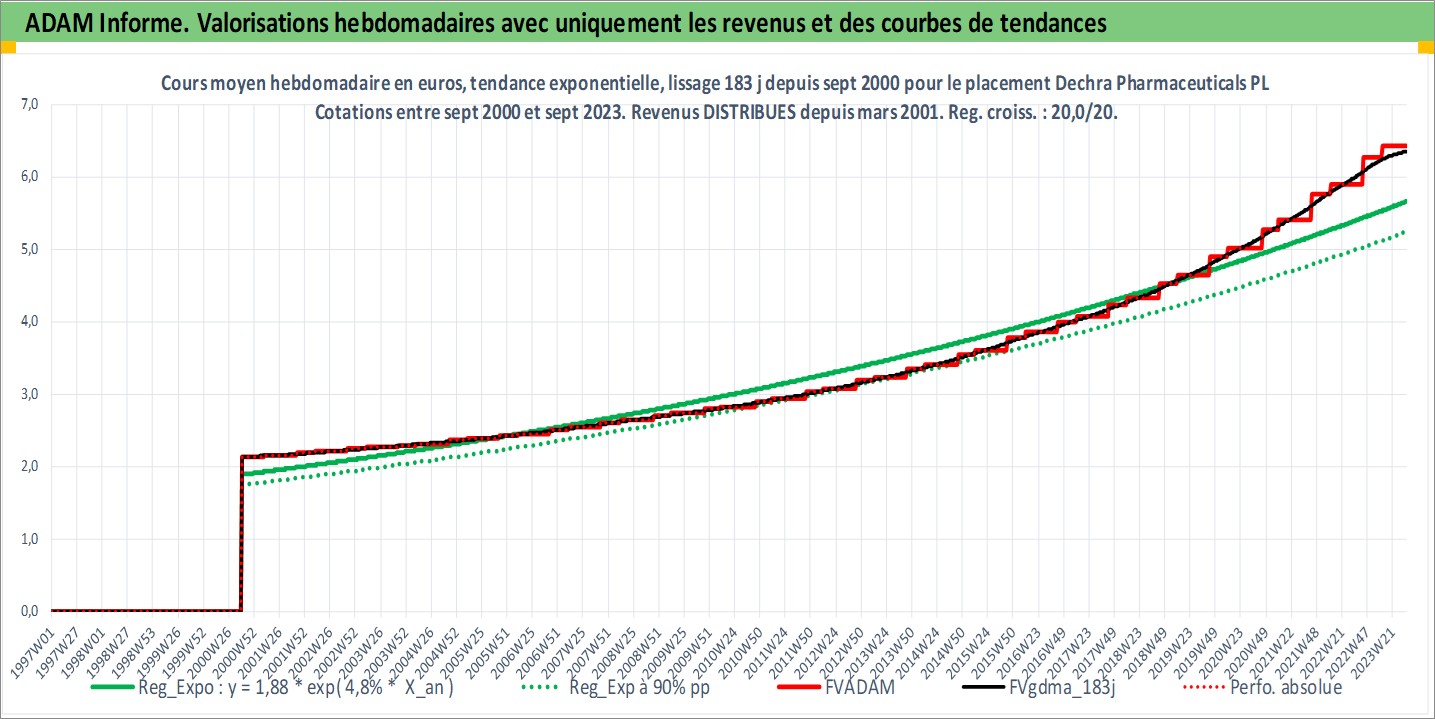 ADAM Informe. Valorisations hebdomadaires avec uniquement les revenus et des courbes de tendances
Cours moyen hebdomadaire en euros, tendance exponentielle, lissage 183 j depuis sept 2000 pour le placement Dechra Pharmaceuticals PL
Cotations entre sept 2000 et sept 2023. Revenus DISTRIBUES depuis mars 2001. Reg. croiss. : 20,0/20.
7,0
6,0
5,0
4,0
3,0
2,0
1,0
0,0
1997W01 1997W27 1998W01 1998W27 1998W53 1999W26 1999W52 2000W26 2000W52 2001W26 2001W52 2002W26 2002W52 2003W26 2003W52 2004W26 2004W52 2005W25 2005W51 2006W25 2006W51 2007W25 2007W51 2008W25 2008W51 2009W25 2009W51 2010W24 2010W50 2011W24 2011W50 2012W24 2012W50 2013W24 2013W50 2014W24 2014W50 2015W24 2015W50 2016W23 2016W49 2017W23 2017W49 2018W23 2018W49 2019W23 2019W49 2020W23 2020W49 2021W22 2021W48 2022W21 2022W47 2023W21
Reg_Expo : y = 1,88 * exp( 4,8% * X_an )
Reg_Exp à 90% pp
FVADAM
FVgdma_183j
Perfo. absolue